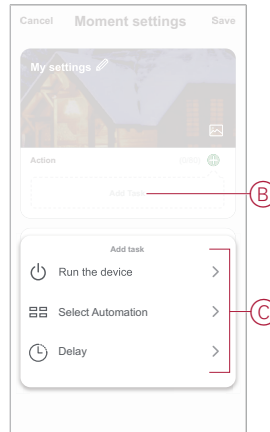 Cancel Moment settings Save
My settings
Action
Add Task
B
Add task
Run the device
C
Select Automation
Delay